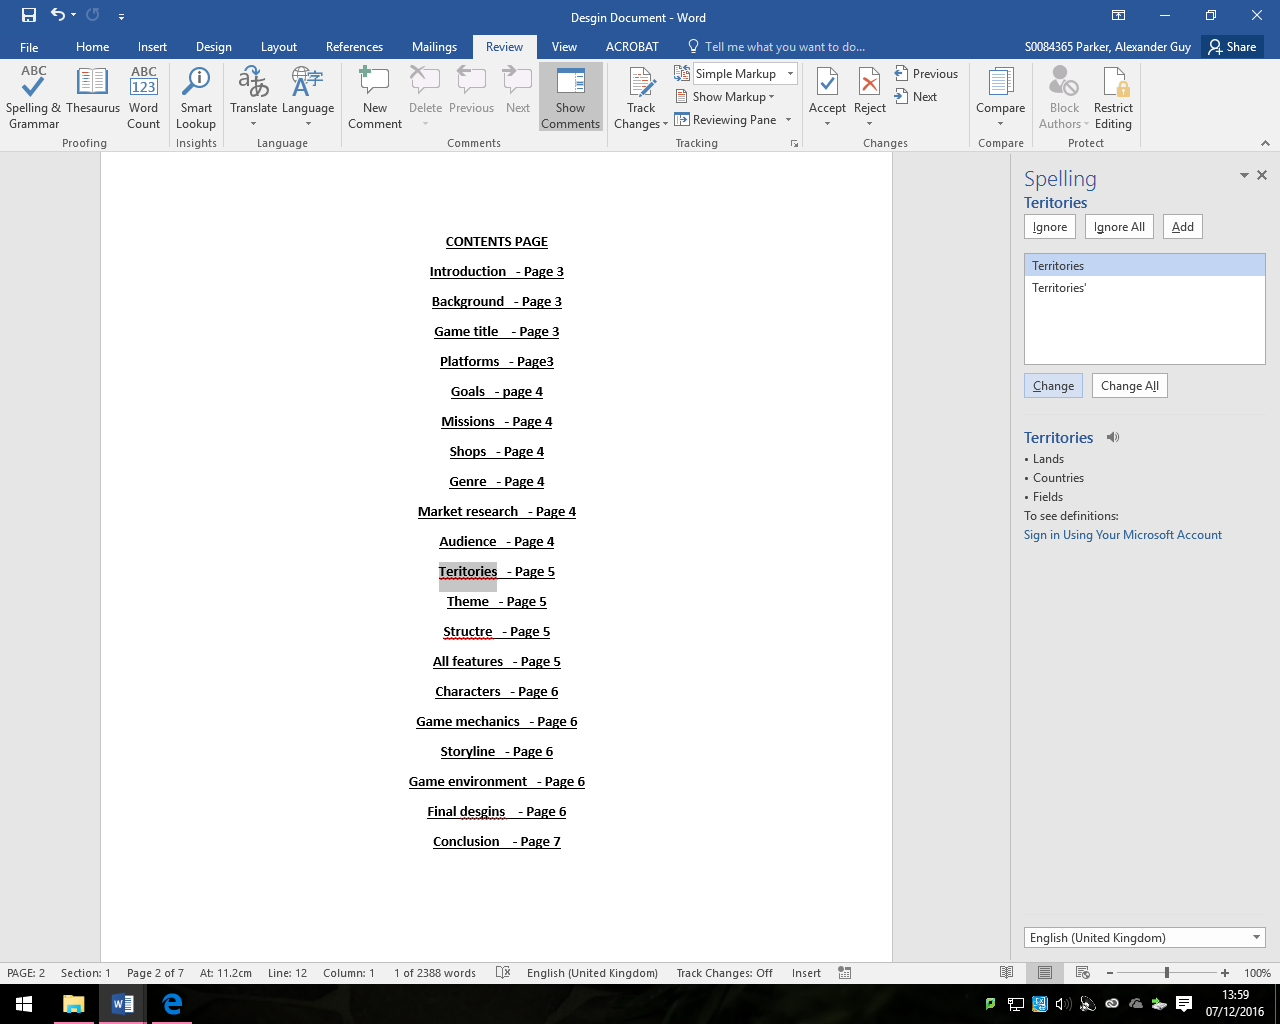 Desgin Document - Word
File Home Insert Design Layout References Mailings Review View ACROBAT Tell me what you want to do... S0084365 Parker, Alexander Guy Share
ABC Spelling & Grammar
Thesaurus
ABC 123 Word Count
Proofing
Smart Lookup
Insights
Translate
Language
Language
New Comment
Delete
Previous
Next
Show Comments
Comments
Track Changes
Simple Markup
Show Markup
Reviewing Pane
Tracking
Accept
Reject
Previous
Next
Changes
Compare
Compare
Block Authors
Restrict Editing
Protect
CONTENTS PAGE
Introduction - Page 3
Background - Page 3
Game title - Page 3
Platforms - Page3
Goals - page 4
Missions - Page 4
Shops - Page 4
Genre - Page 4
Market research - Page 4
Audience - Page 4
Teritories - Page 5
Theme - Page 5
Structre - Page 5
All features - Page 5
Characters - Page 6
Game mechanics - Page 6
Storyline - Page 6
Game environment - Page 6
Final desgins - Page 6
Conclusion - Page 7
Spelling
Teritories
Ignore Ignore All Add
Territories
Territories'
Change Change All
Territories
• Lands
• Countries
• Fields
To see definitions:
Sign in Using Your Microsoft Account
English (United Kingdom)
PAGE: 2 Section: 1 Page 2 of 7 At: 11.2cm Line: 12 Column: 1 1 of 2388 words English (United Kingdom) Track Changes: Off Insert 100%
13:59
07/12/2016